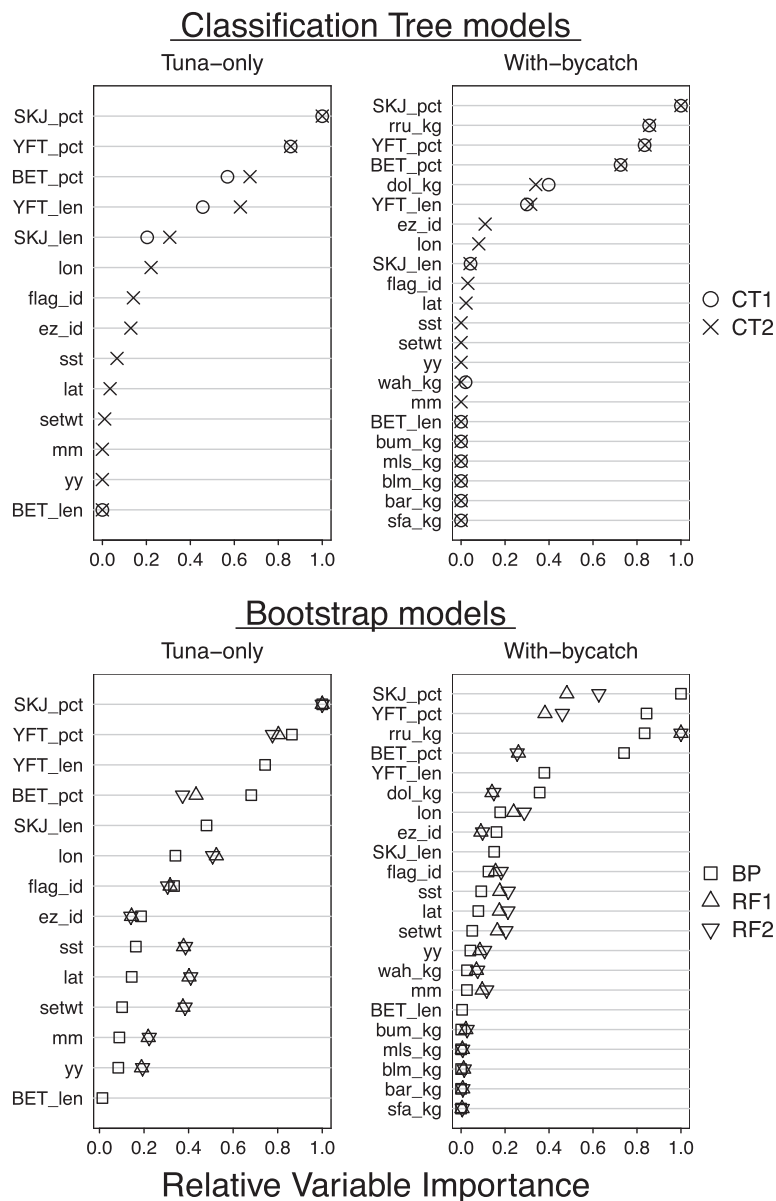 Classification Tree models
Tuna-only
With-bycatch
SKJ_pct
YFT_pct
BET_pct
YFT_len
SKJ_len
lon
flag_id
ez_id
sst
lat
setwt
mm
yy
BET_len
0.0 0.2 0.4 0.6 0.8 1.0
SKJ_pct
rru_kg
YFT_pct
BET_pct
dol_kg
YFT_len
ez_id
lon
SKJ_len
flag_id
lat
sst
setwt
yy
wah_kg
mm
BET_len
bum_kg
mls_kg
blm_kg
bar_kg
sfa_kg
0.0 0.2 0.4 0.6 0.8 1.0
CT1
CT2
Bootstrap models
Tuna-only
With-bycatch
SKJ_pct
YFT_pct
YFT_len
BET_pct
SKJ_len
lon
flag_id
ez_id
sst
lat
setwt
mm
yy
BET_len
0.0 0.2 0.4 0.6 0.8 1.0
SKJ_pct
YFT_pct
rru_kg
BET_pct
YFT_len
dol_kg
lon
ez_id
SKJ_len
flag_id
sst
lat
setwt
yy
wah_kg
mm
BET_len
bum_kg
mls_kg
blm_kg
bar_kg
sfa_kg
0.0 0.2 0.4 0.6 0.8 1.0
BP
RF1
RF2
Relative Variable Importance